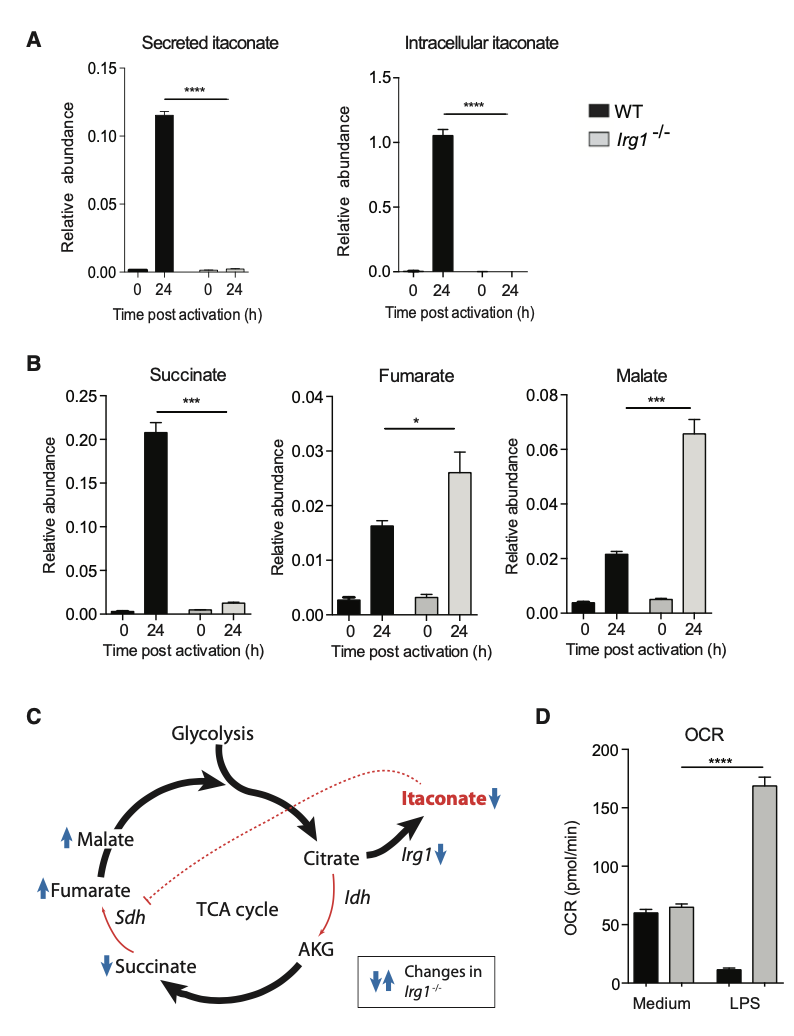 A
Secreted itaconate
Intracellular itaconate
0.15
0.10
0.05
0.00
Relative abundance
****
0 24 0 24
Time post activation (h)
1.5
1.0
0.5
0.0
Relative abundance
****
0 24 0 24
Time post activation (h)
WT
Irg1 -/-
B
Succinate
0.25
0.20
0.15
0.10
0.05
0.00
Relative abundance
***
0 24 0 24
Time post activation (h)
Fumarate
0.04
0.03
0.02
0.01
0.00
Relative abundance
*
0 24 0 24
Time post activation (h)
Malate
0.08
0.06
0.04
0.02
0.00
Relative abundance
***
0 24 0 24
Time post activation (h)
C
Glycolysis
Itaconate
Malate
Citrate
Irg1
Fumarate
Idh
Sdh
TCA cycle
AKG
Succinate
Changes in
Irg1-/-
D
OCR
200
150
100
50
0
OCR (pmol/min)
****
Medium LPS